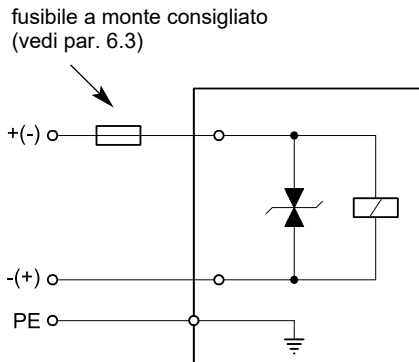 fusibile a monte consigliato
(vedi par. 6.3)
+(-)
-(+)
PE